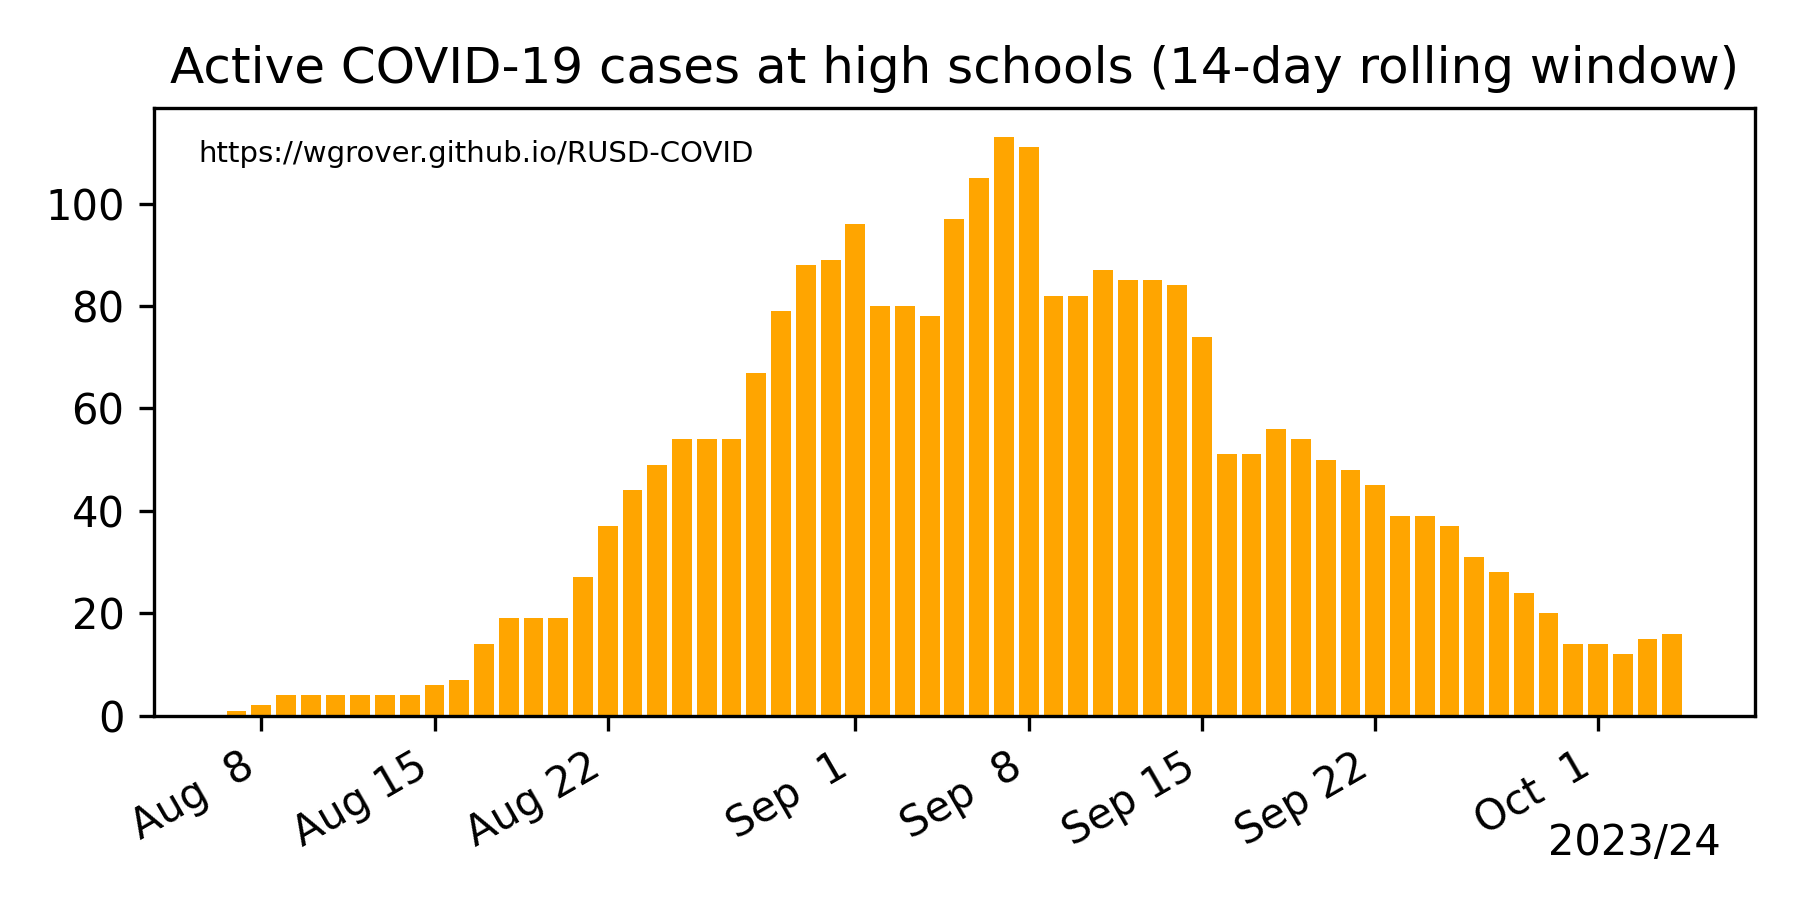 Active COVID-19 cases at high schools (14-day rolling window)
https://wgrover.github.io/RUSD-COVID
100
80
60
40
20
0
Aug 8
Aug 15
Aug 22
Sep 1
Sep 8
Sep 15
Sep 22
Oct 1
2023/24